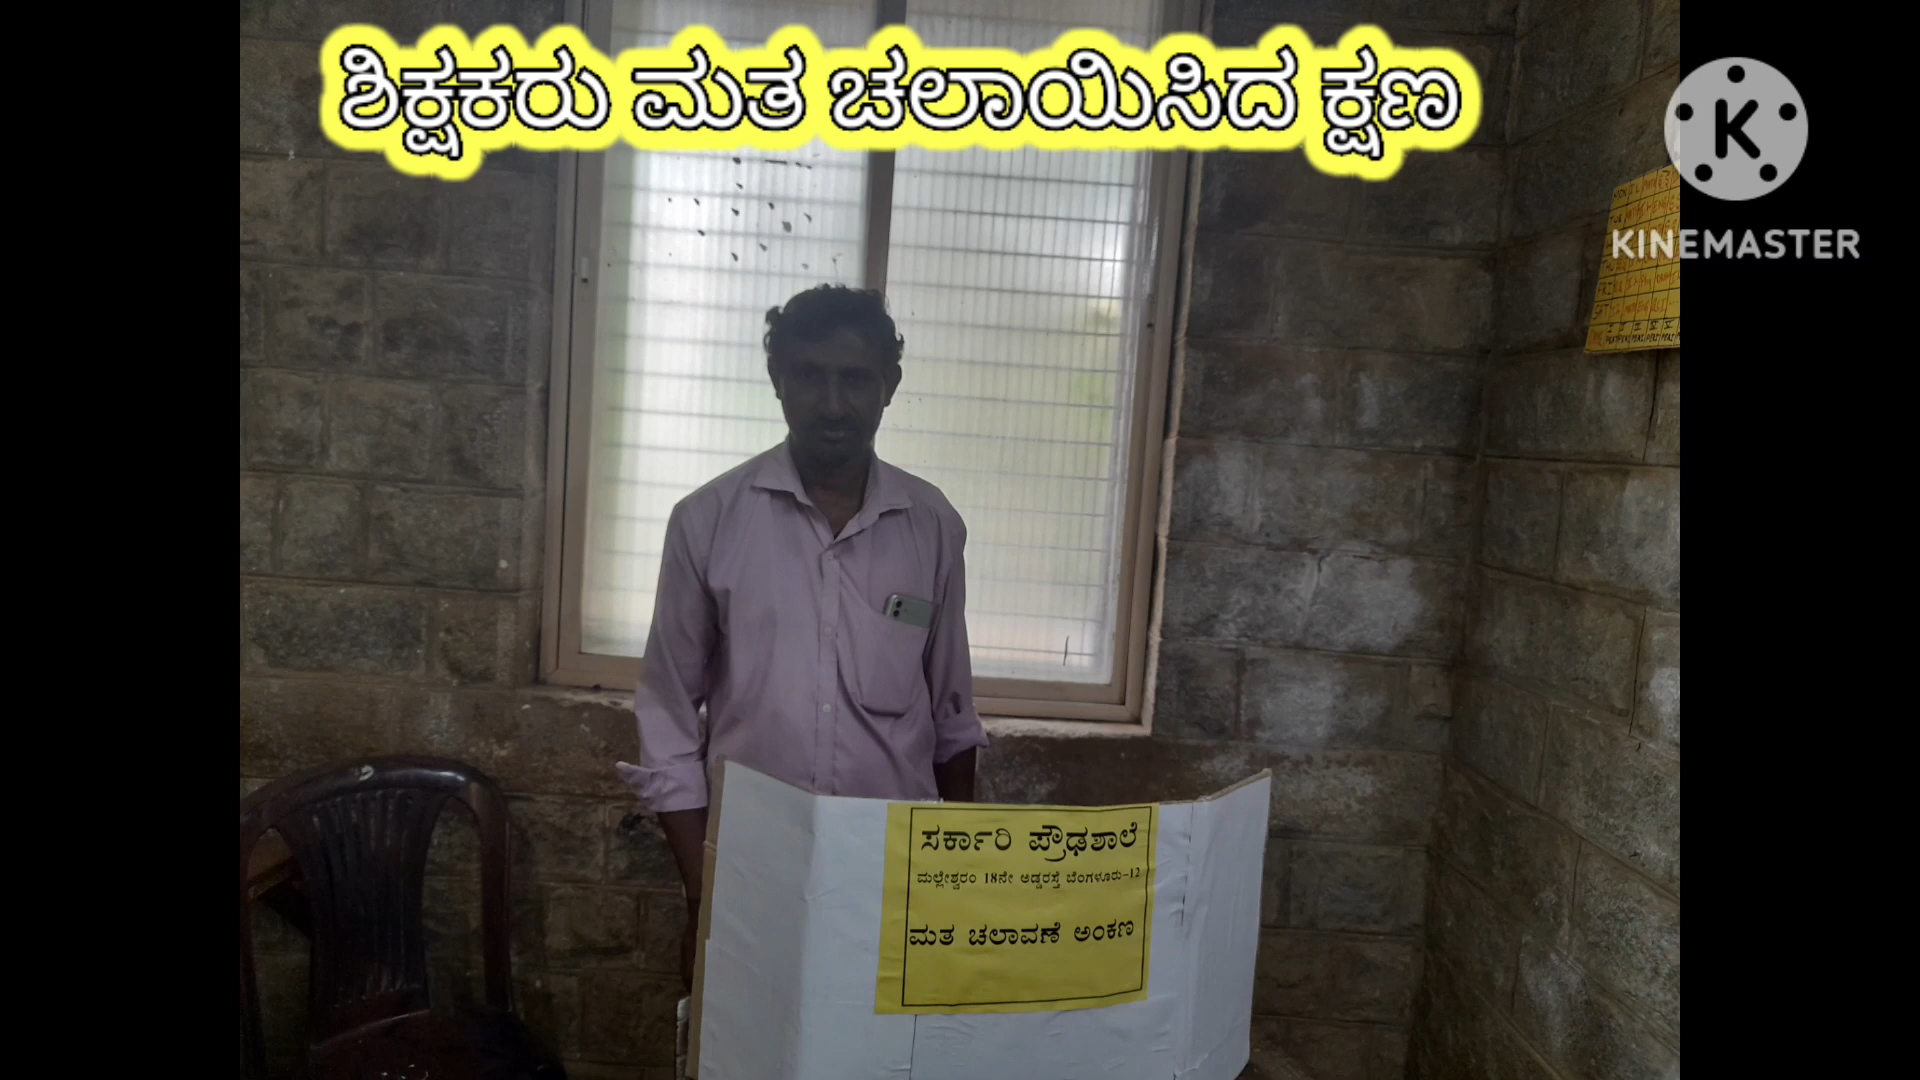 ಶಿಕ್ಷಕರು ಮತ ಚಲಾಯಿಸಿದ ಕ್ಷಣ
K
KINEMASTER
ಸರ್ಕಾರಿ ಪ್ರೌಢಶಾಲೆ
ಮಲ್ಲೇಶ್ವರಂ 18ನೇ ಅಡ್ಡರಸ್ತೆ ಬೆಂಗಳೂರು-12
ಮತ ಚಲಾವಣೆ ಅಂಕಣ